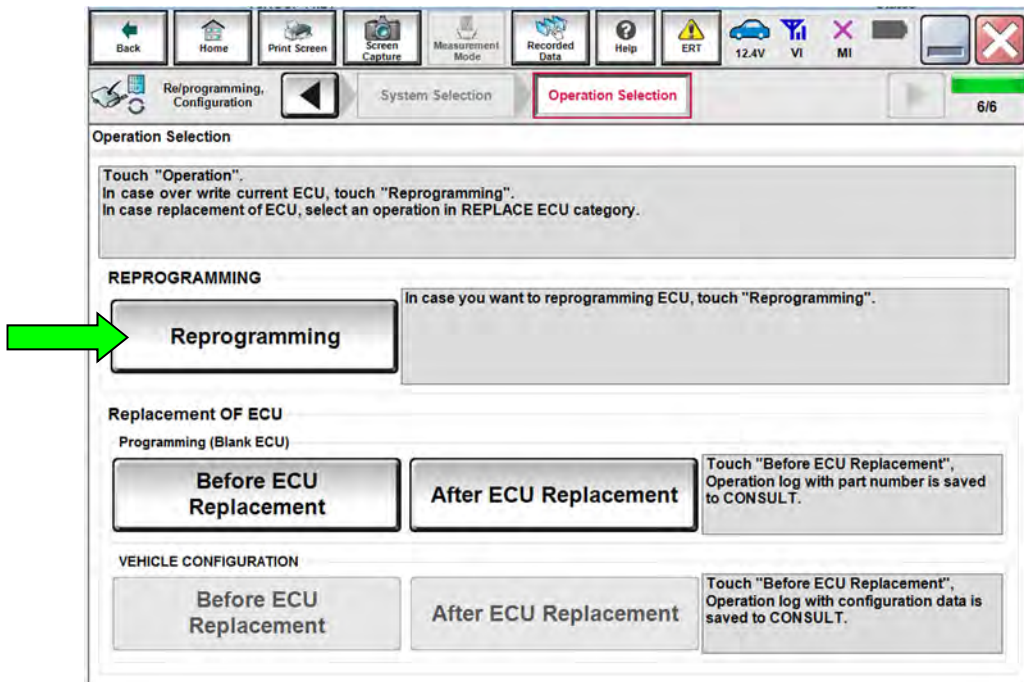 Back
Home
Print Screen
Screen
Capture
Measurement
Mode
Recorded
Data
Help
ERT
12.4V
VI
MI
Re/programming,
Configuration
System Selection
Operation Selection
6/6
Operation Selection
Touch "Operation".
In case over write current ECU, touch "Reprogramming".
In case replacement of ECU, select an operation in REPLACE ECU category.
REPROGRAMMING
Reprogramming
In case you want to reprogramming ECU, touch "Reprogramming".
Replacement OF ECU
Programming (Blank ECU)
Before ECU
Replacement
After ECU Replacement
Touch "Before ECU Replacement",
Operation log with part number is saved
to CONSULT.
VEHICLE CONFIGURATION
Before ECU
Replacement
After ECU Replacement
Touch "Before ECU Replacement",
Operation log with configuration data is
saved to CONSULT.